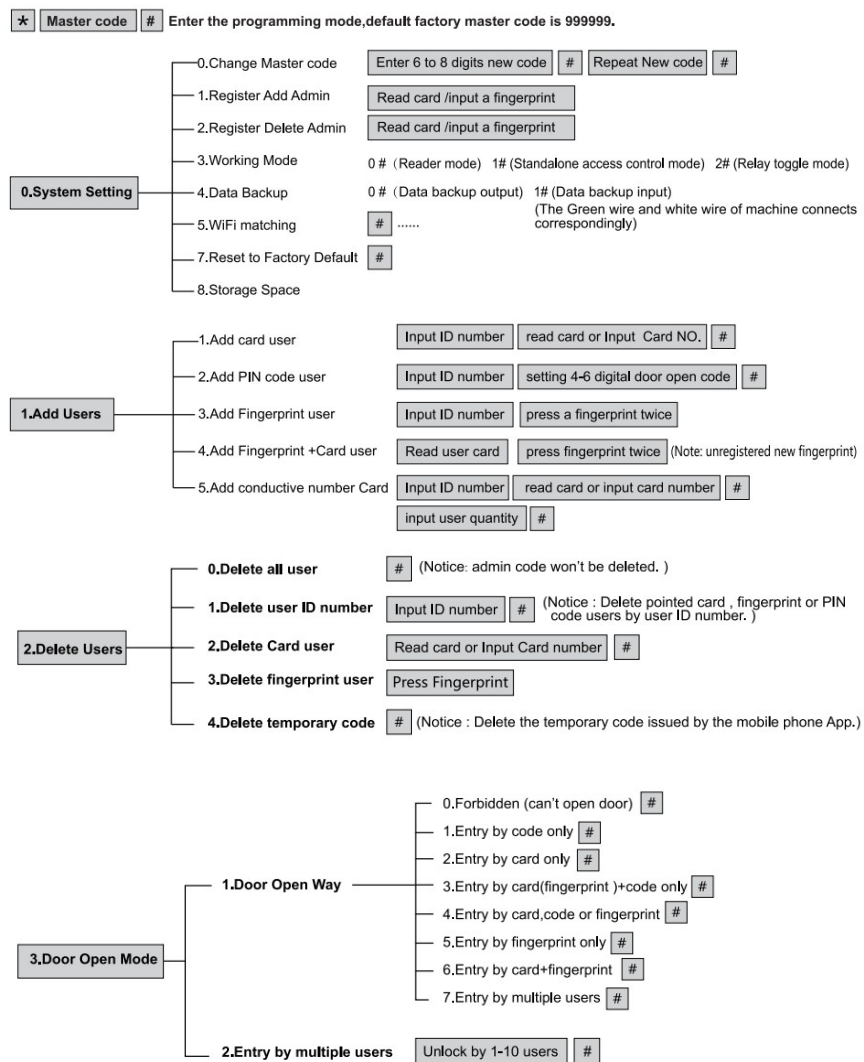 * Master code # Enter the programming mode,default factory master code is 999999.
0.System Setting
0.Change Master code Enter 6 to 8 digits new code # Repeat New code #
1.Register Add Admin Read card /input a fingerprint
2.Register Delete Admin Read card /input a fingerprint
3.Working Mode 0 # (Reader mode) 1# (Standalone access control mode) 2# (Relay toggle mode)
4.Data Backup 0 # (Data backup output) 1# (Data backup input)
(The Green wire and white wire of machine connects
correspondingly)
5.WiFi matching # ......
7.Reset to Factory Default #
8.Storage Space
1.Add Users
1.Add card user Input ID number read card or Input Card NO. #
2.Add PIN code user Input ID number setting 4-6 digital door open code #
3.Add Fingerprint user Input ID number press a fingerprint twice
4.Add Fingerprint +Card user Read user card press fingerprint twice (Note: unregistered new fingerprint)
5.Add conductive number Card Input ID number read card or input card number #
input user quantity #
2.Delete Users
0.Delete all user # (Notice: admin code won't be deleted. )
1.Delete user ID number Input ID number # (Notice : Delete pointed card , fingerprint or PIN
code users by user ID number. )
2.Delete Card user Read card or Input Card number #
3.Delete fingerprint user Press Fingerprint
4.Delete temporary code # (Notice : Delete the temporary code issued by the mobile phone App.)
3.Door Open Mode
1.Door Open Way
0.Forbidden (can't open door) #
1.Entry by code only #
2.Entry by card only #
3.Entry by card(fingerprint )+code only #
4.Entry by card,code or fingerprint #
5.Entry by fingerprint only #
6.Entry by card+fingerprint #
7.Entry by multiple users #
2.Entry by multiple users Unlock by 1-10 users #